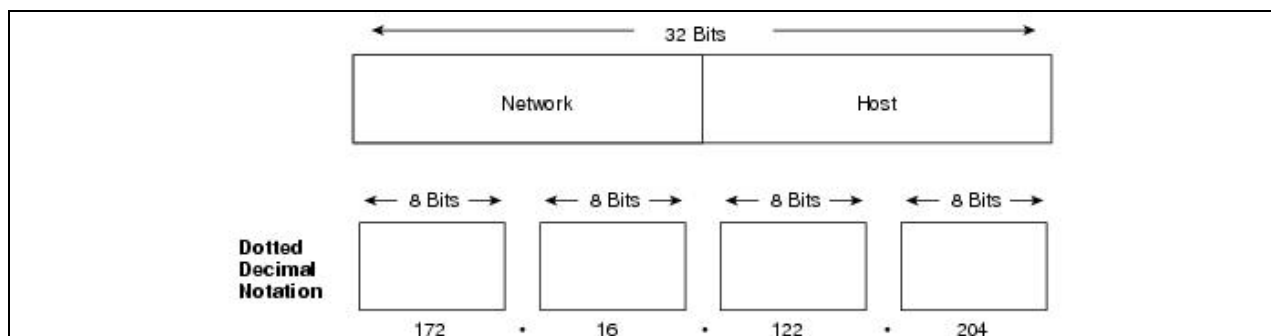 32 Bits
Network Host
8 Bits 8 Bits 8 Bits 8 Bits
Dotted
Decimal
Notation
172 . 16 . 122 . 204